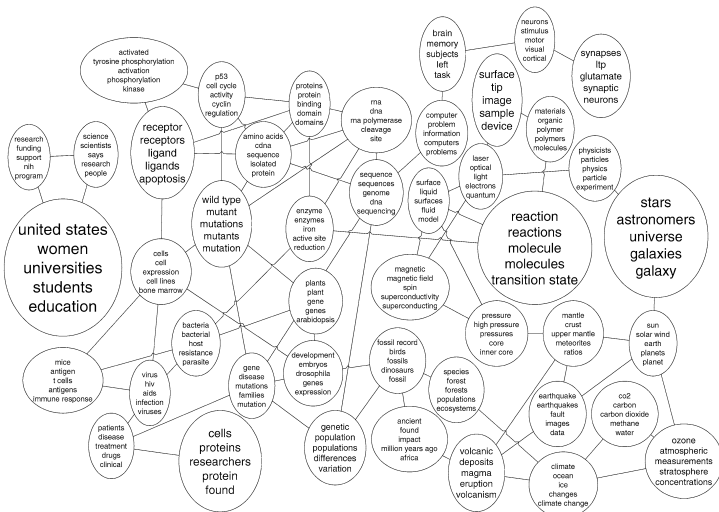 activated
tyrosine phosphorylation
activation
phosphorylation
kinase
p53
cell cycle
activity
cyclin
regulation
proteins
protein
binding
domain
domains
rna
dna
rna polymerase
cleavage
site
brain
memory
subjects
left
task
neurons
stimulus
motor
visual
cortical
synapses
ltp
glutamate
synaptic
neurons
surface
tip
image
sample
device
research
funding
support
nih
program
science
scientists
says
research
people
receptor
receptors
ligand
ligands
apoptosis
amino acids
cdna
sequence
isolated
protein
computer
problem
information
computers
problems
materials
organic
polymer
polymers
molecules
laser
optical
light
electrons
quantum
physicists
particles
physics
particle
experiment
sequence
sequences
genome
dna
sequencing
surface
liquid
surfaces
fluid
model
wild type
mutant
mutations
mutants
mutation
enzyme
enzymes
iron
active site
reduction
united states
women
universities
students
education
reaction
reactions
molecule
molecules
transition state
stars
astronomers
universe
galaxies
galaxy
cells
cell
expression
cell lines
bone marrow
magnetic
magnetic field
spin
superconductivity
superconducting
plants
plant
gene
genes
arabidopsis
bacteria
bacterial
host
resistance
parasite
pressure
high pressure
pressures
core
inner core
mantle
crust
upper mantle
meteorites
ratios
sun
solar wind
earth
planets
planet
mice
antigen
t cells
antigens
immune response
virus
hiv
aids
infection
viruses
gene
disease
mutations
families
mutation
development
embryos
drosophila
genes
expression
fossil record
birds
fossils
dinosaurs
fossil
species
forest
forests
populations
ecosystems
earthquake
earthquakes
fault
images
data
co2
carbon
carbon dioxide
methane
water
patients
disease
treatment
drugs
clinical
cells
proteins
researchers
protein
found
genetic
population
populations
differences
variation
ancient
found
impact
million years ago
africa
volcanic
deposits
magma
eruption
volcanism
climate
ocean
ice
changes
climate change
ozone
atmospheric
measurements
stratosphere
concentrations